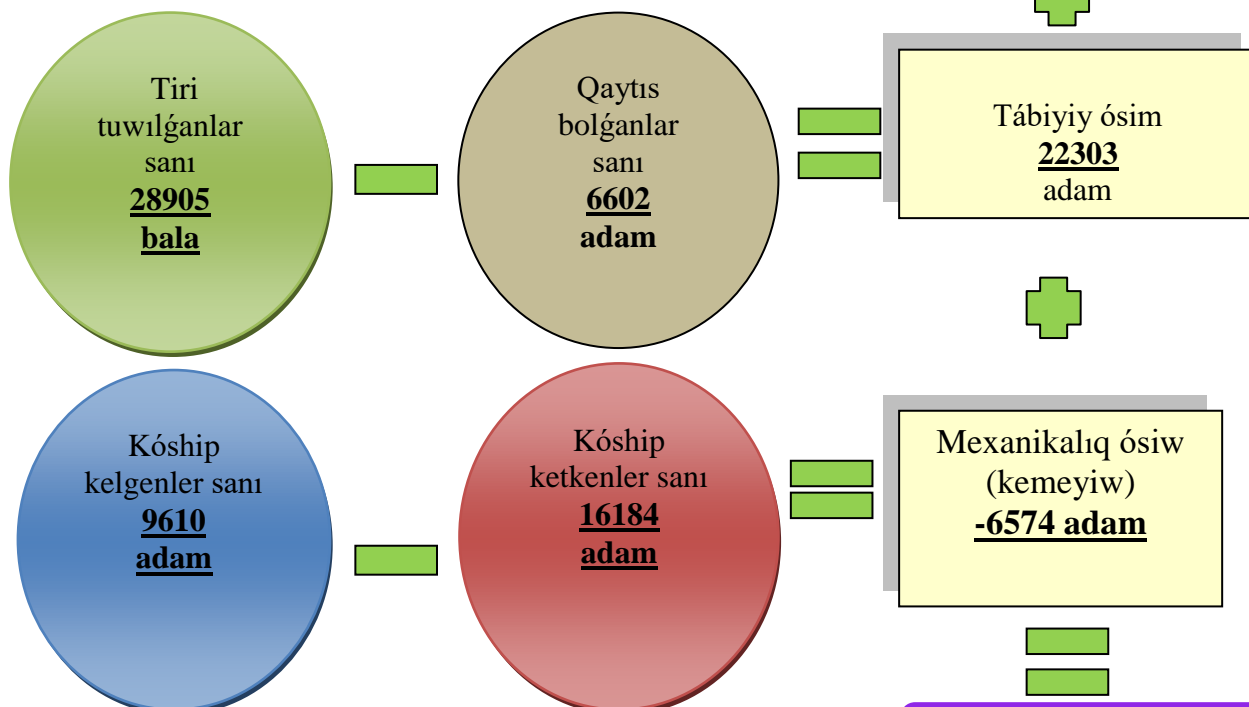 Tiri
tuwılǵanlar
sanı
28905
bala
Qaytıs
bolǵanlar
sanı
6602
adam
Tábiyiy ósim
22303
adam
Kóship
kelgenler sanı
9610
adam
Kóship
ketkenler sanı
16184
adam
Mexanikalıq ósiw
(kemeyiw)
-6574 adam